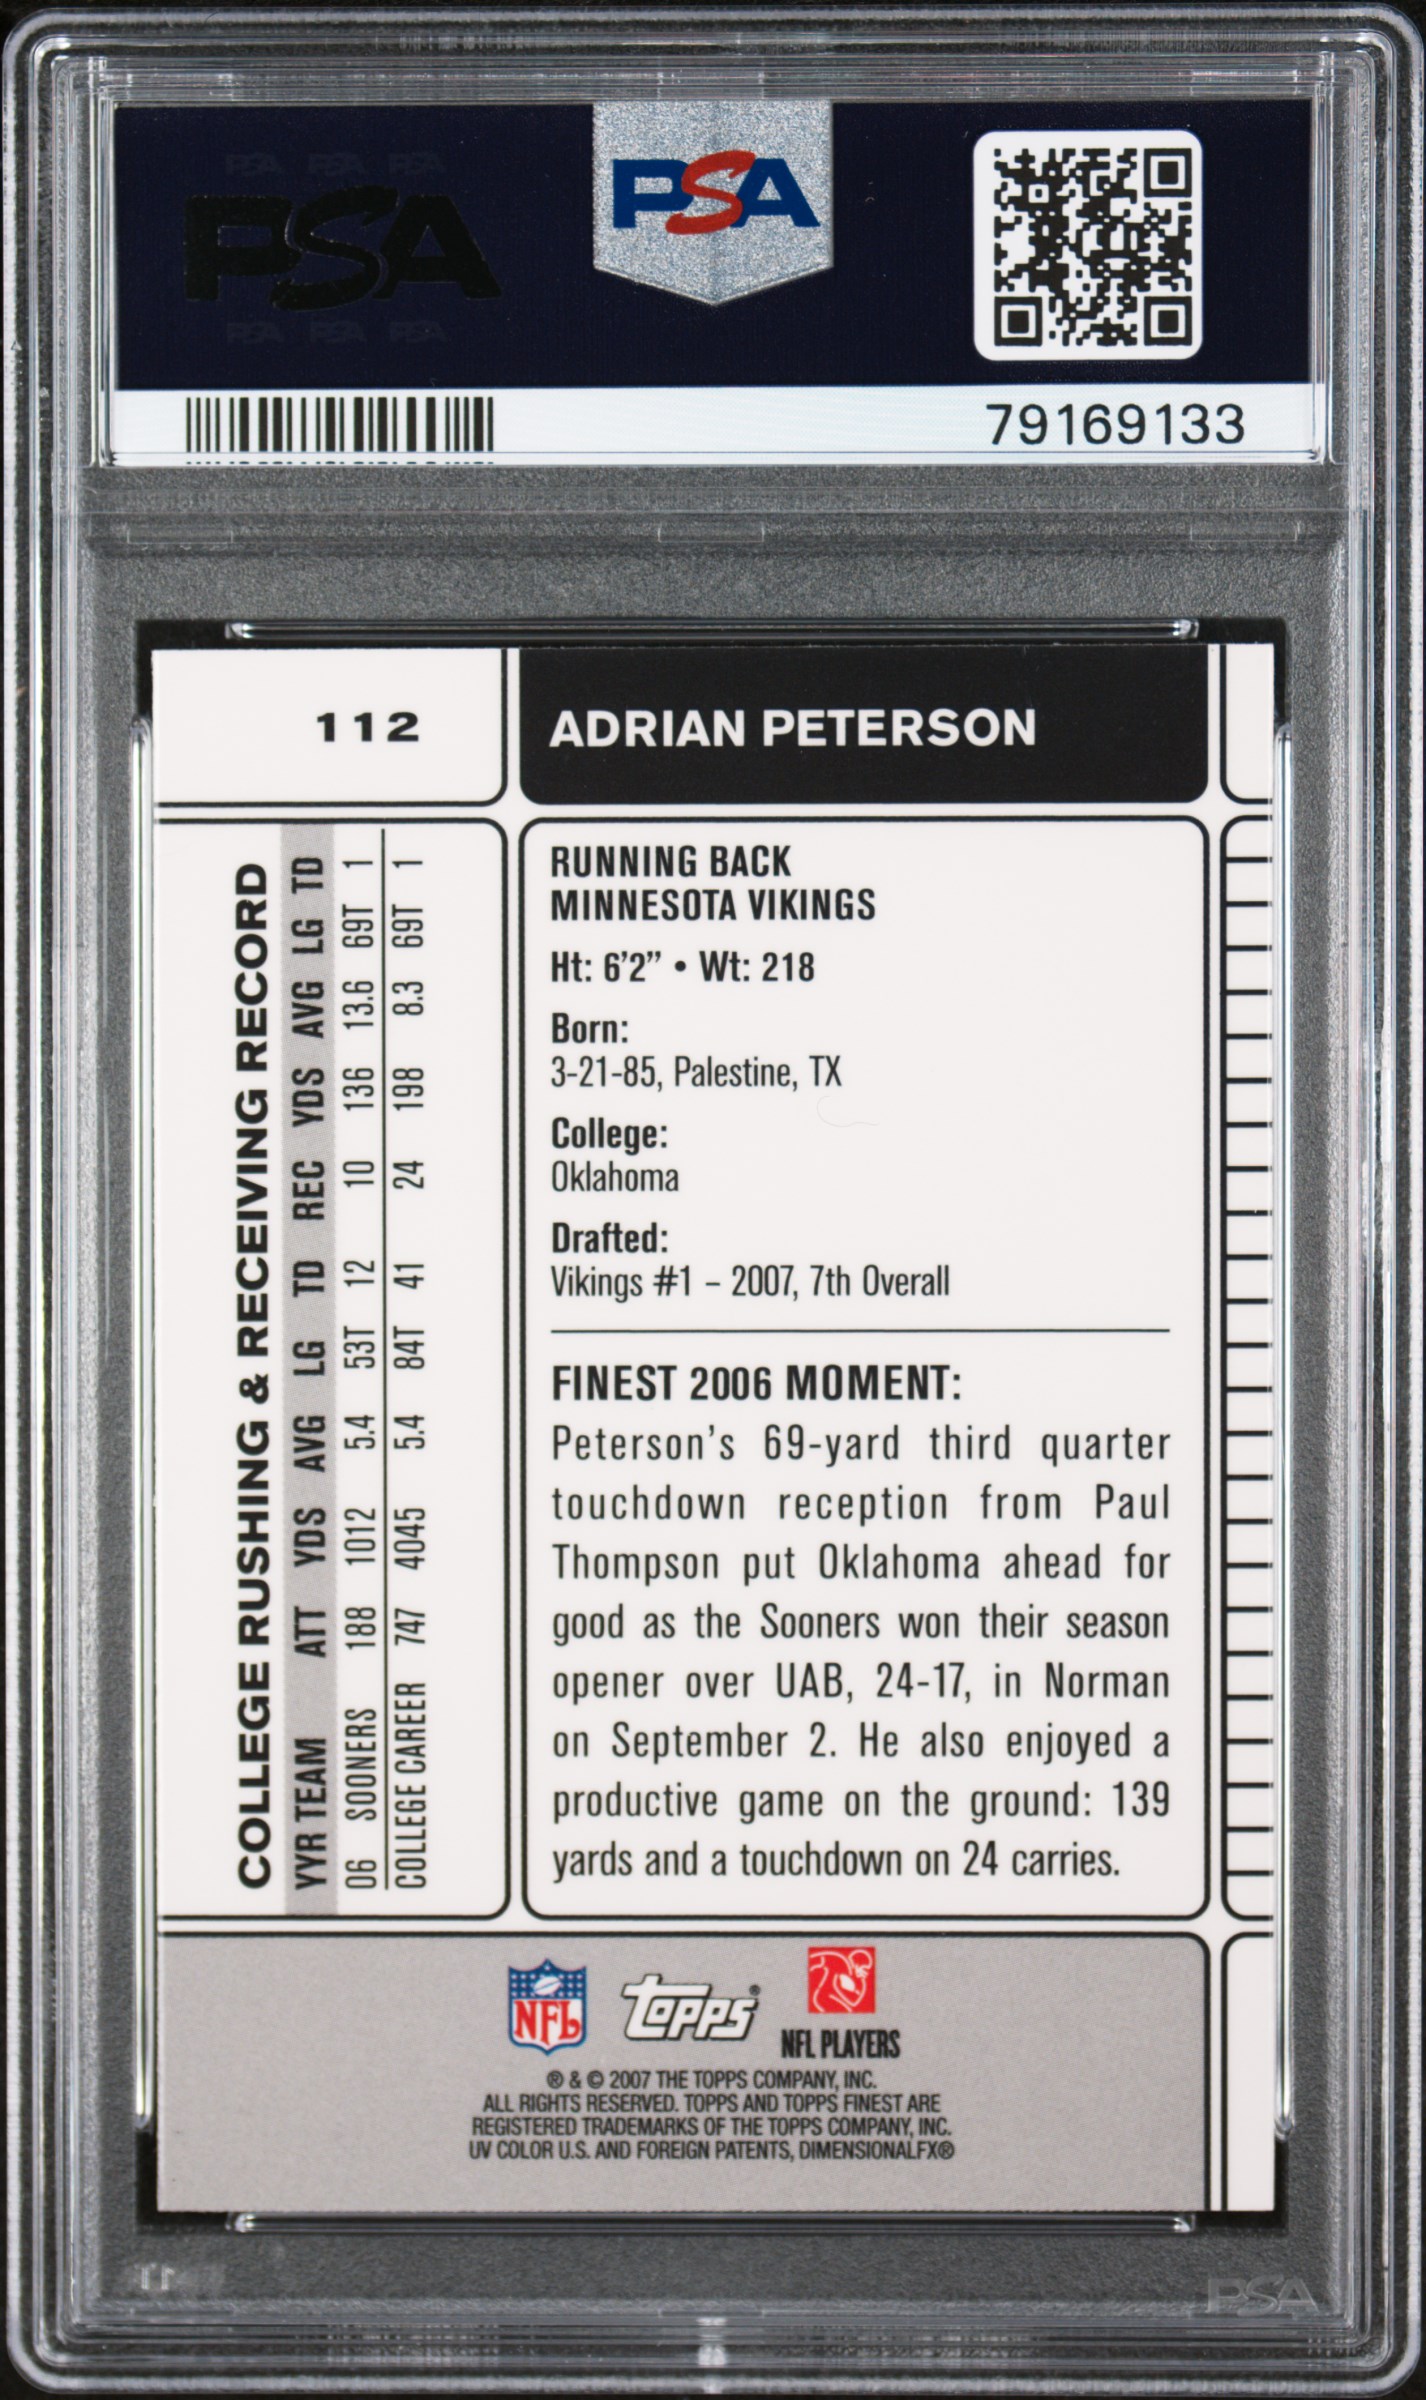 PSA PSA PSA
PSA
PSA PSA PSA
PSA
79169133
112
ADRIAN PETERSON
COLLEGE RUSHING & RECEIVING RECORD
YYR TEAM ATT YDS AVG LG TD REC YDS AVG LG TD
06 SOONERS 188 1012 5.4 53T 12 10 136 13.6 69T 1
COLLEGE CAREER 747 4045 5.4 84T 41 24 198 8.3 69T 1
RUNNING BACK
MINNESOTA VIKINGS
Ht: 6’2” • Wt: 218
Born:
3-21-85, Palestine, TX
College:
Oklahoma
Drafted:
Vikings #1 – 2007, 7th Overall
FINEST 2006 MOMENT:
Peterson’s 69-yard third quarter
touchdown reception from Paul
Thompson put Oklahoma ahead for
good as the Sooners won their season
opener over UAB, 24-17, in Norman
on September 2. He also enjoyed a
productive game on the ground: 139
yards and a touchdown on 24 carries.
NFL
TOPPS®
NFL PLAYERS
® & © 2007 THE TOPPS COMPANY, INC.
ALL RIGHTS RESERVED. TOPPS AND TOPPS FINEST ARE
REGISTERED TRADEMARKS OF THE TOPPS COMPANY, INC.
UV COLOR U.S. AND FOREIGN PATENTS, DIMENSIONALFX®
PSA